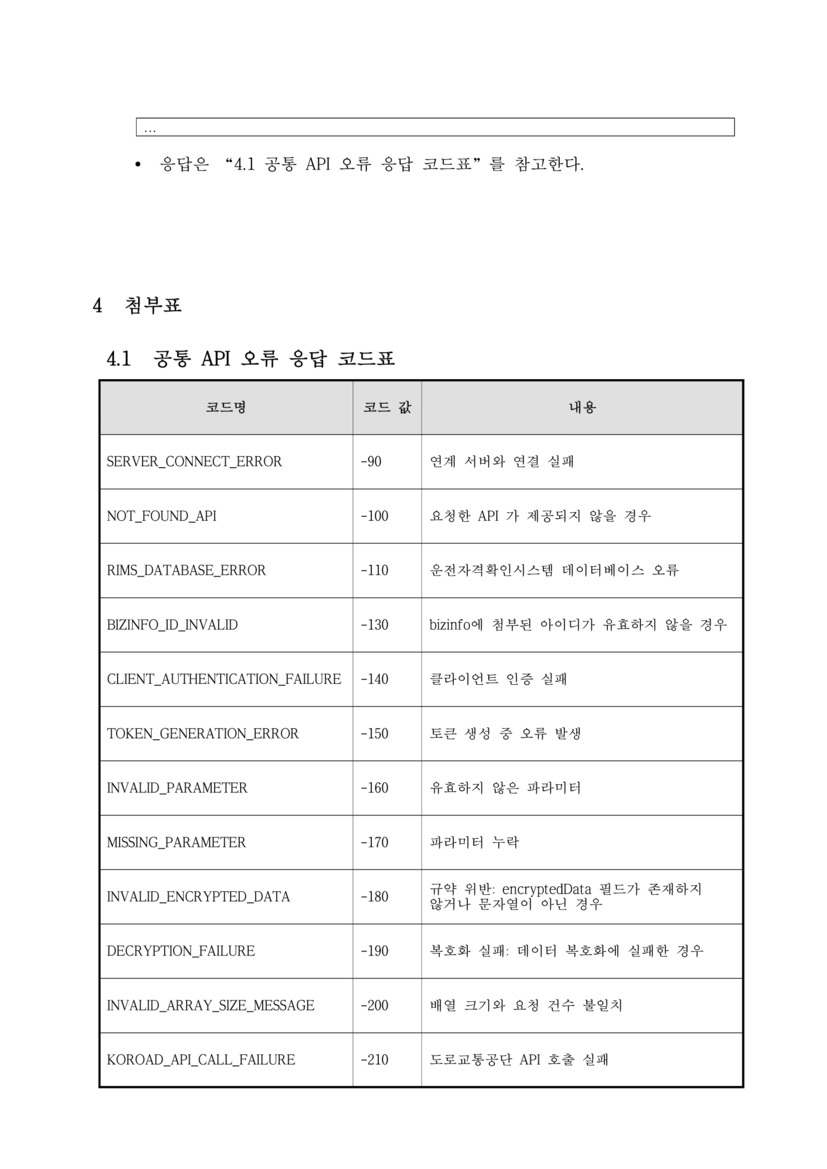 ...
• 응답은 “4.1 공통 API 오류 응답 코드표”를 참고한다.
4 첨부표
4.1 공통 API 오류 응답 코드표
코드명 코드 값 내용
SERVER_CONNECT_ERROR -90 연계 서버와 연결 실패
NOT_FOUND_API -100 요청한 API 가 제공되지 않을 경우
RIMS_DATABASE_ERROR -110 운전자격확인시스템 데이터베이스 오류
BIZINFO_ID_INVALID -130 bizinfo에 첨부된 아이디가 유효하지 않을 경우
CLIENT_AUTHENTICATION_FAILURE -140 클라이언트 인증 실패
TOKEN_GENERATION_ERROR -150 토큰 생성 중 오류 발생
INVALID_PARAMETER -160 유효하지 않은 파라미터
MISSING_PARAMETER -170 파라미터 누락
INVALID_ENCRYPTED_DATA -180 규약 위반: encryptedData 필드가 존재하지
않거나 문자열이 아닌 경우
DECRYPTION_FAILURE -190 복호화 실패: 데이터 복호화에 실패한 경우
INVALID_ARRAY_SIZE_MESSAGE -200 배열 크기와 요청 건수 불일치
KOROAD_API_CALL_FAILURE -210 도로교통공단 API 호출 실패